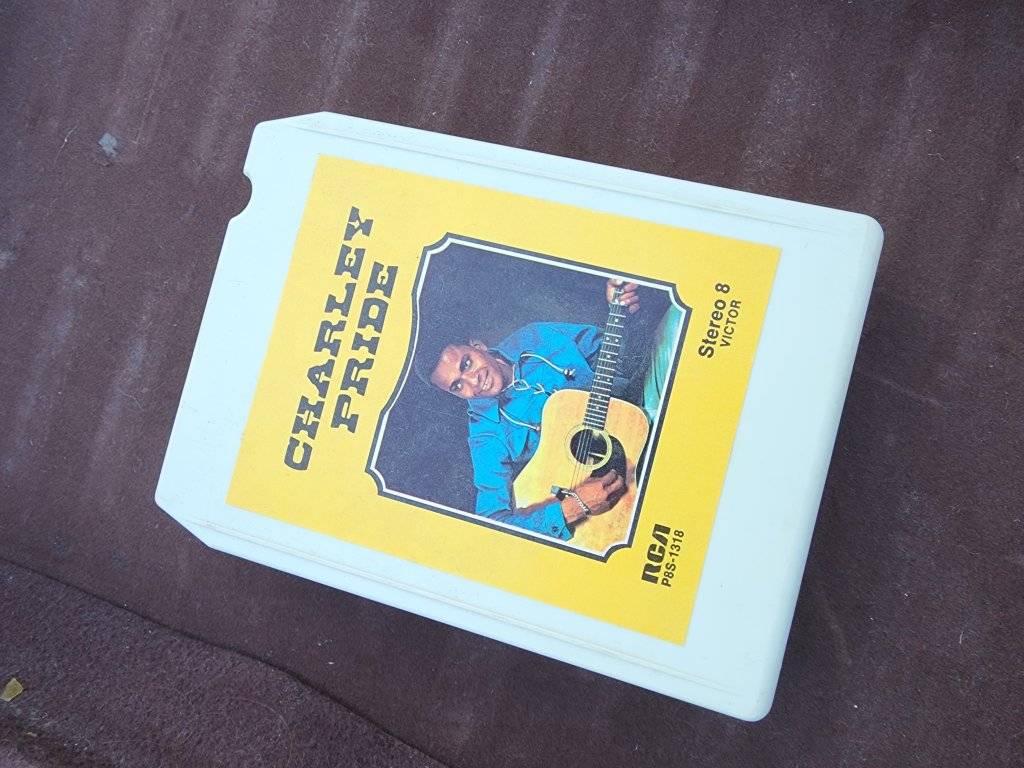 CHARLEY
PRIDE
RCA
P8S-1318
Stereo 8
VICTOR